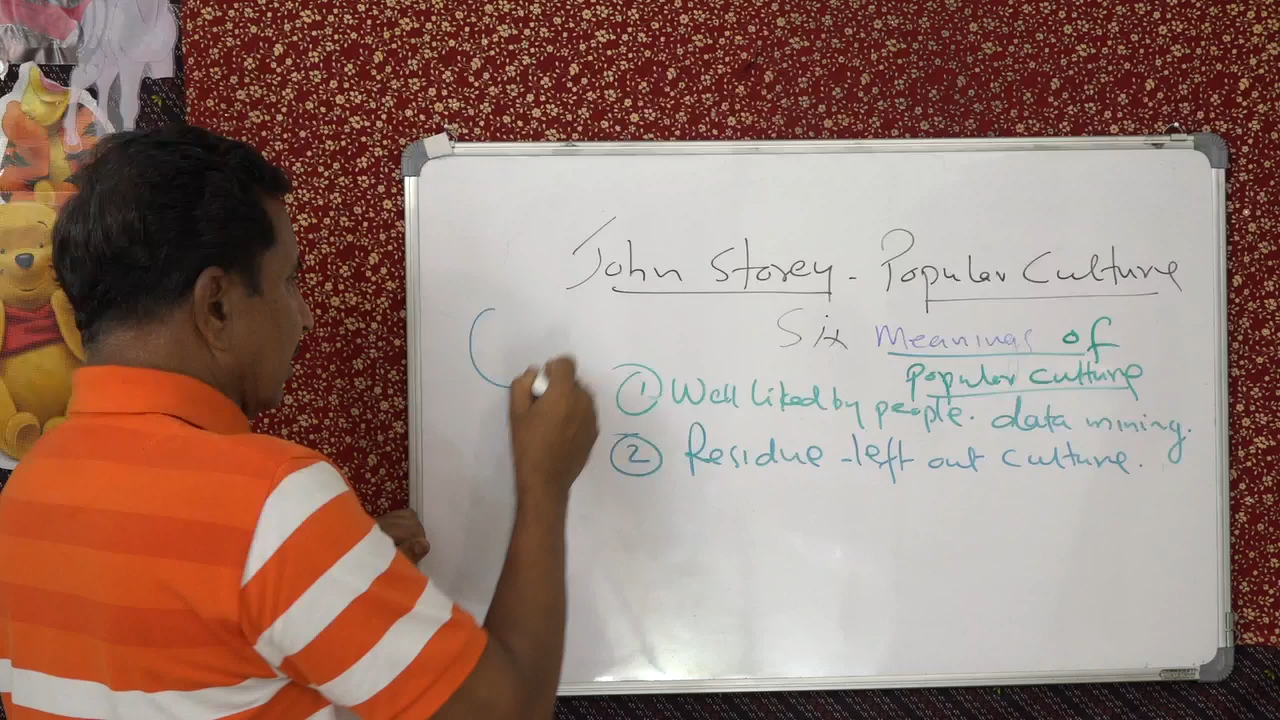 John Storey - Popular Culture
Six Meanings of
popular culture
① Well liked by people. data mining.
② Residue -left out culture.